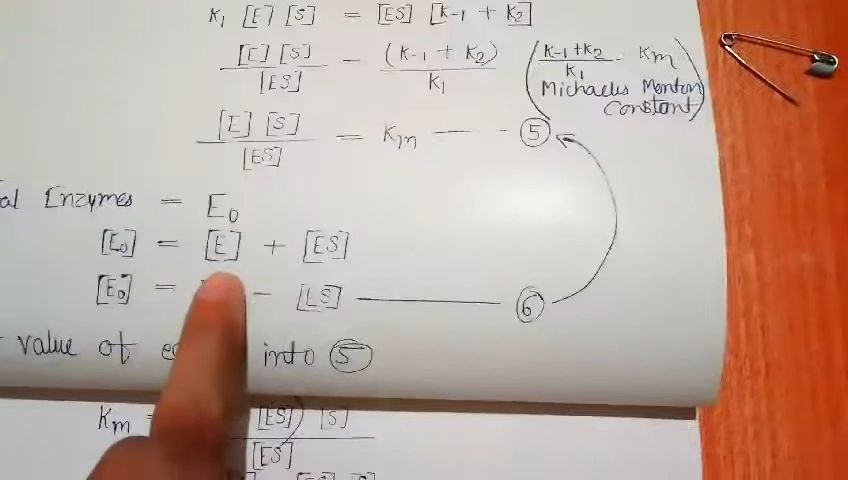 K₁ [E] [S] = [ES] [K-1 + K2]
[E] [S] / [ES] - (K-1 + K2) / K1 (K-1 + K2 / K1 - Km
Michaelis Menton
Constant)
[E] [S] / [ES] = Km — - ⑤
Enzymes = E0
[E0] = [E] + [ES]
[E0] = - [ES] ——— ⑥
value of into ⑤
Km = [ES]) [S]
[ES]